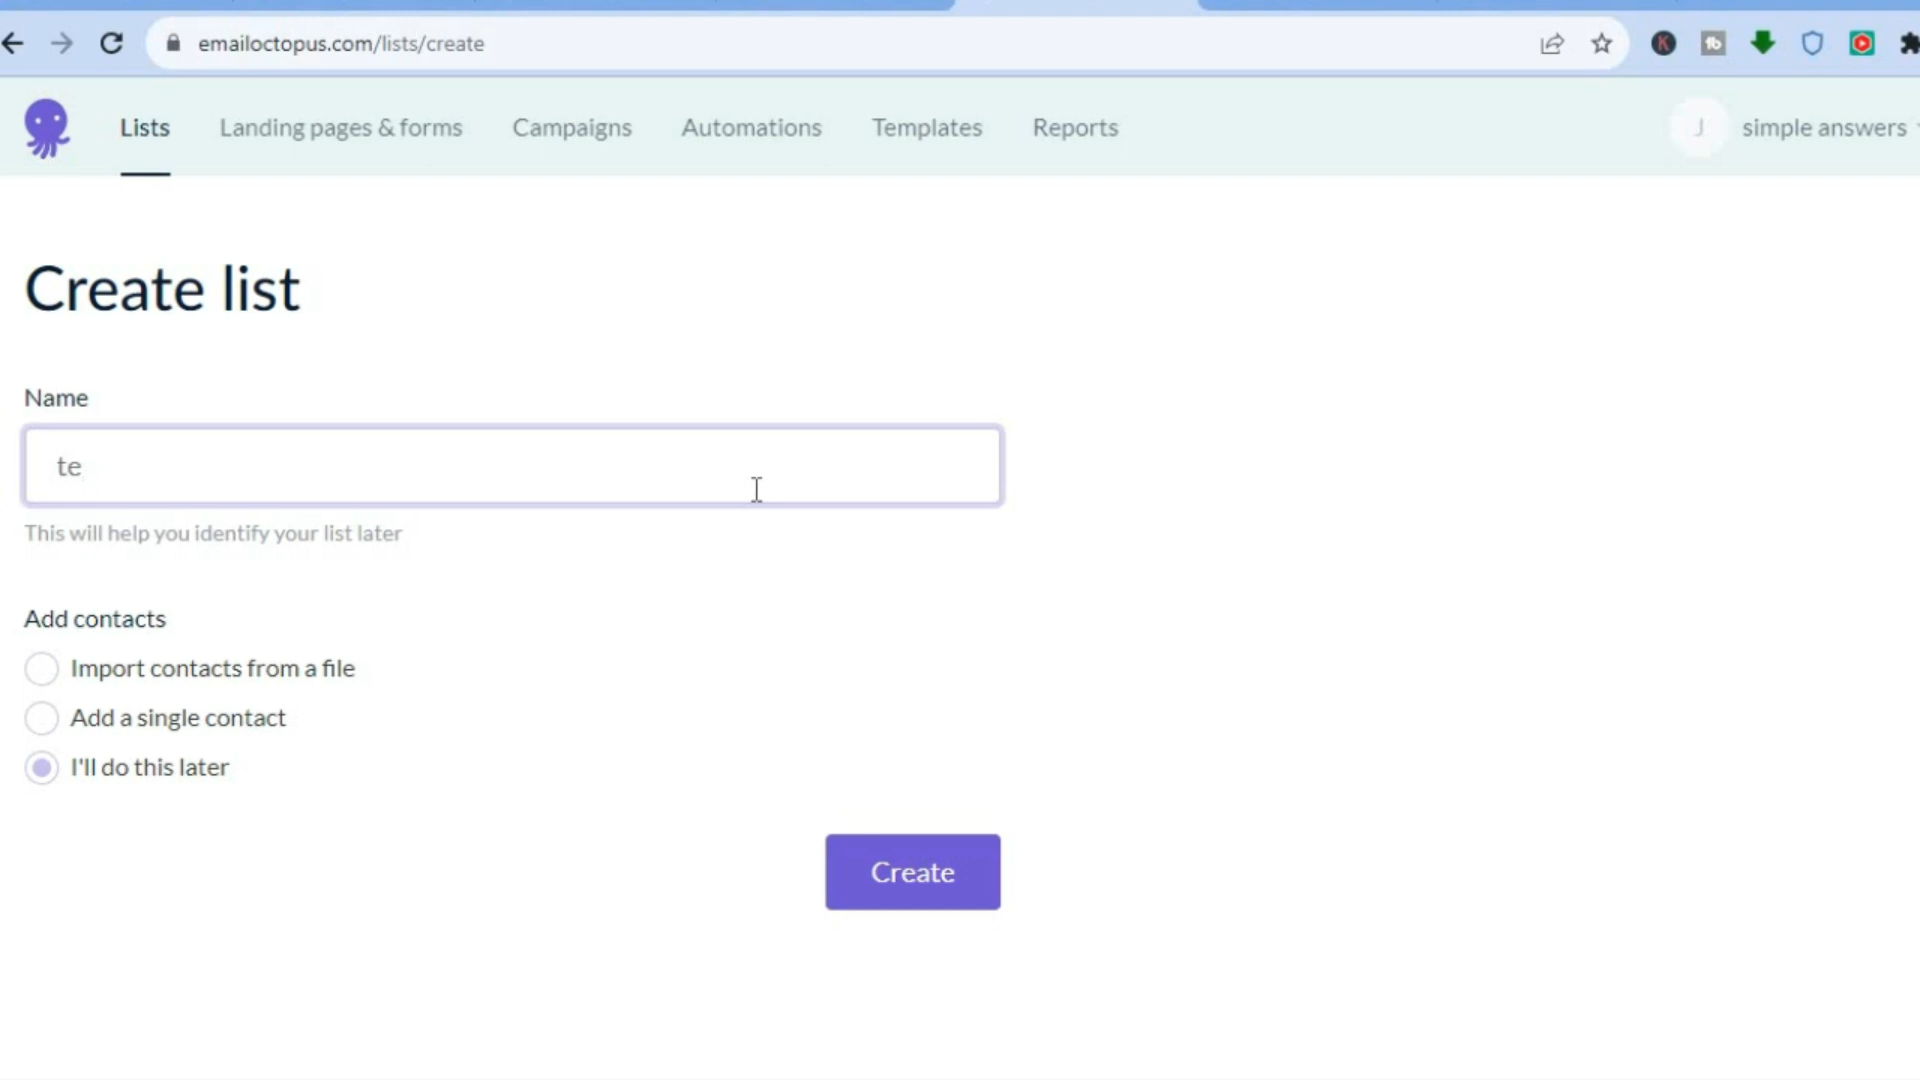 emailoctopus.com/lists/create
K
tb
Lists Landing pages & forms Campaigns Automations Templates Reports J simple answers
Create list
Name
te
This will help you identify your list later
Add contacts
Import contacts from a file
Add a single contact
I'll do this later
Create